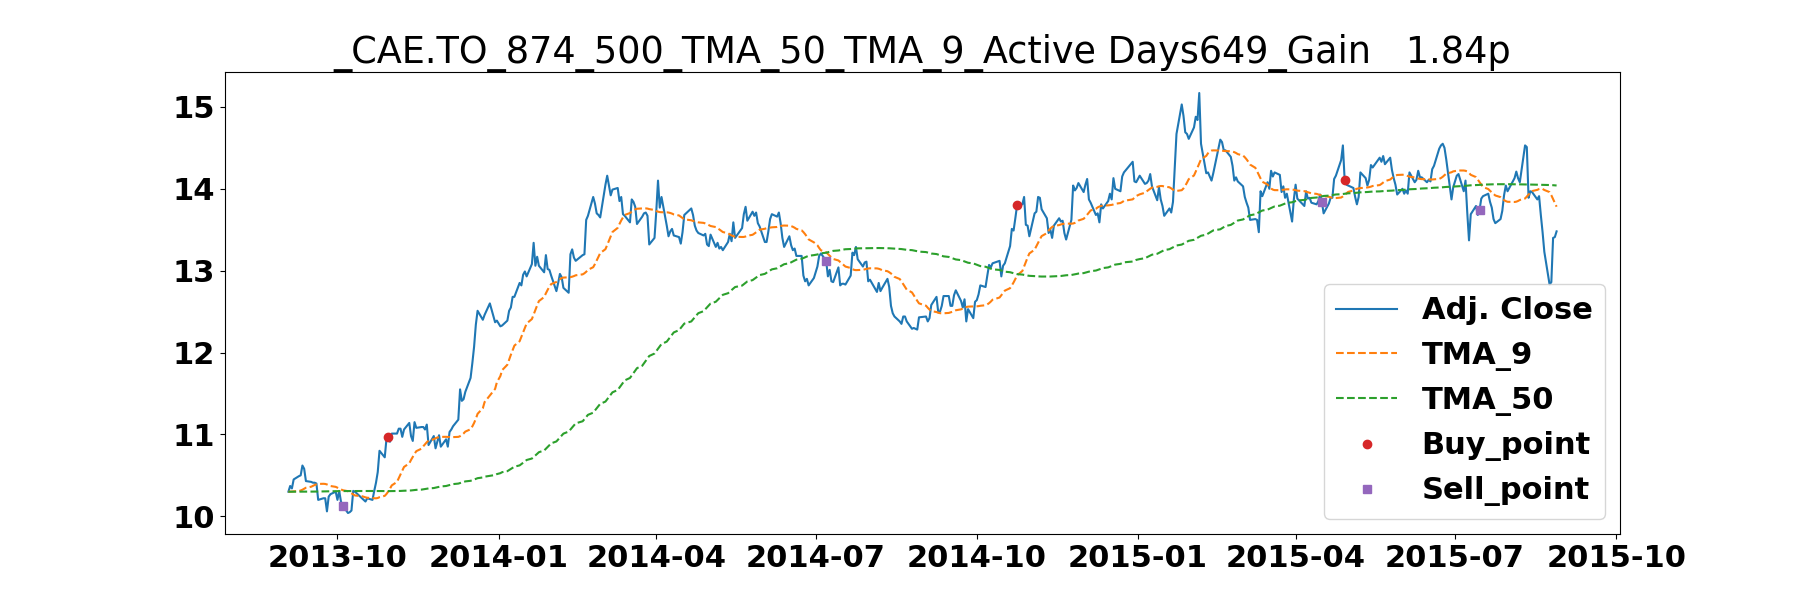 _CAE.TO_874_500_TMA_50_TMA_9_Active Days649_Gain   1.84p
15
14
13
12
11
10
Adj. Close
TMA_9
TMA_50
Buy_point
Sell_point
2013-10 2014-01 2014-04 2014-07 2014-10 2015-01 2015-04 2015-07 2015-10